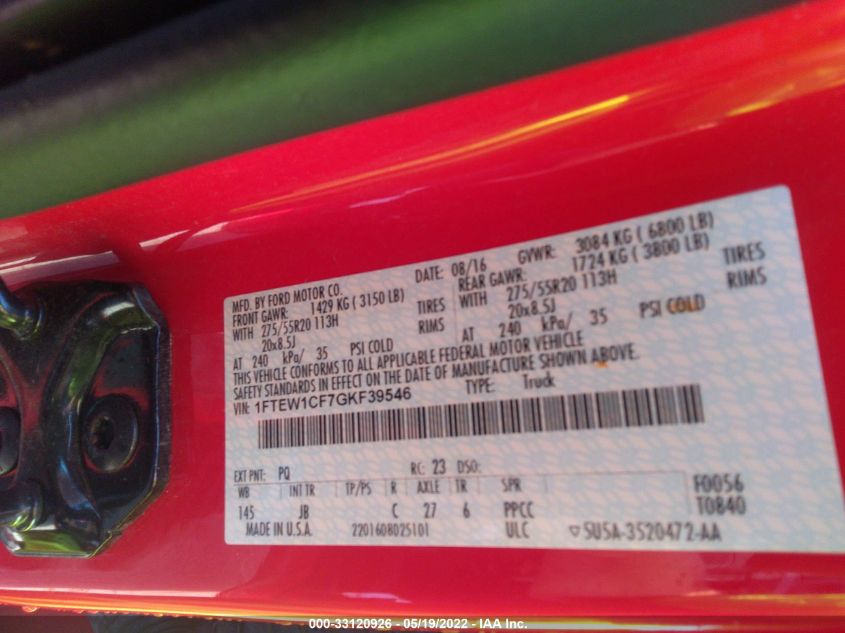 MFD. BY FORD MOTOR CO. DATE: 08/16 GVWR: 3084 KG ( 6800 LB)
FRONT GAWR: 1429 KG ( 3150 LB) REAR GAWR: 1724 KG ( 3800 LB)
WITH 275/55R20 113H TIRES WITH 275/55R20 113H TIRES
20x8.5J RIMS 20x8.5J RIMS
AT 240 kPa/ 35 PSI COLD AT 240 kPa/ 35 PSI COLD
THIS VEHICLE CONFORMS TO ALL APPLICABLE FEDERAL MOTOR VEHICLE
SAFETY STANDARDS IN EFFECT ON THE DATE OF MANUFACTURE SHOWN ABOVE.
VIN: 1FTEW1CF7GKF39546 TYPE: Truck
EXT PNT: PQ RC: 23 DSO:
WB INT TR TP/PS R AXLE TR SPR F0056
145 JB C 27 6 PPCC T0840
MADE IN U.S.A. 2201608025101 ULC ▽5U5A-3520472-AA
000-33120926 - 05/19/2022 - IAA Inc.